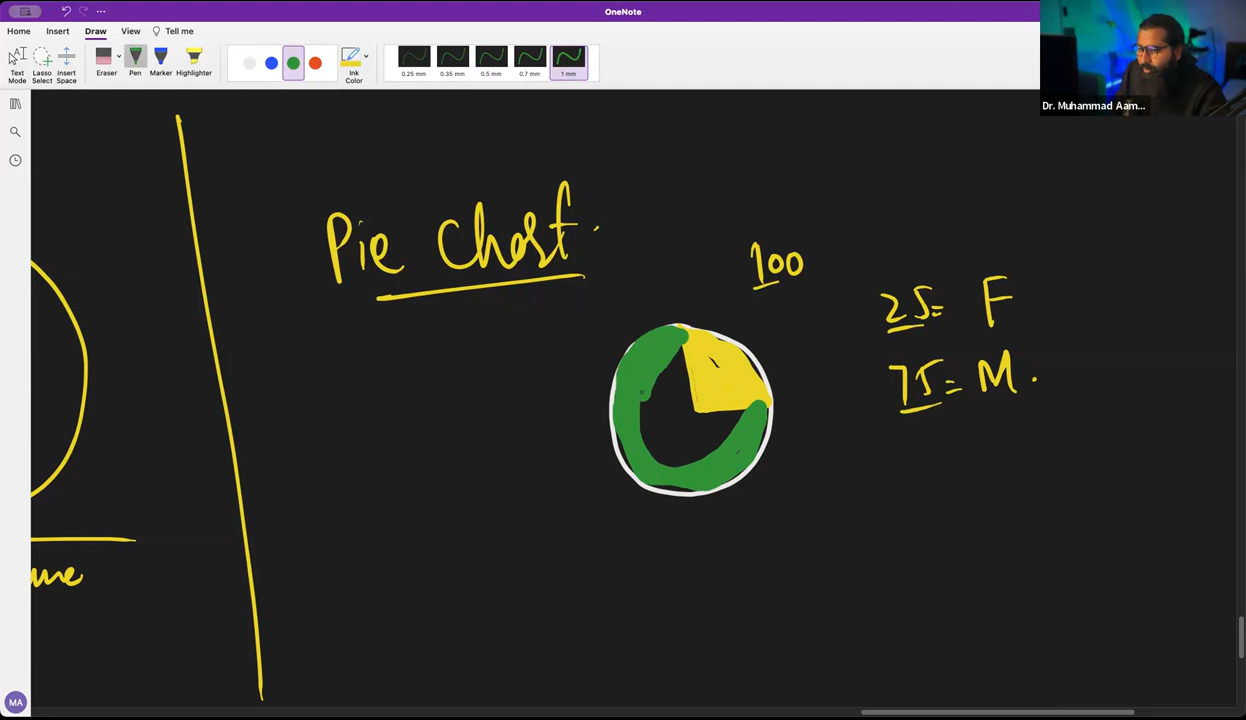 OneNote
Home Insert Draw View Tell me
Text Mode
Lasso Select
Insert Space
Eraser
Pen
Marker
Highlighter
Ink Color
0.25 mm
0.35 mm
0.5 mm
0.7 mm
1 mm
Dr. Muhammad Aam...
Pie Chart.
100
25 = F
75 = M.
me
MA